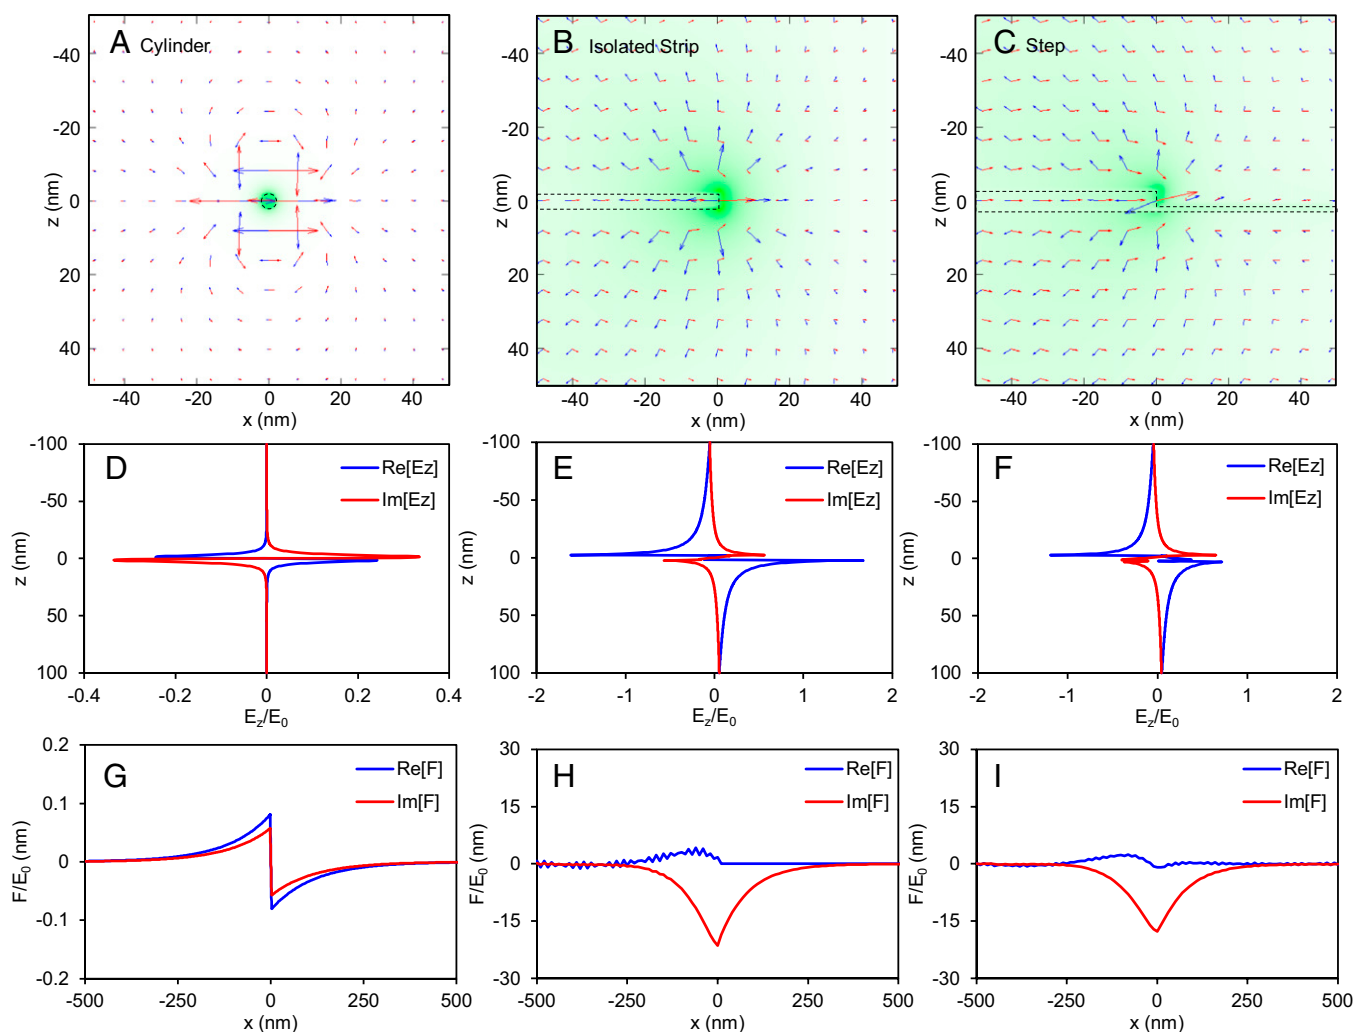 A Cylinder
B Isolated Strip
C Step
z (nm)
-40
-20
0
20
40
-40 -20 0 20 40
x (nm)
z (nm)
-40
-20
0
20
40
-40 -20 0 20 40
x (nm)
z (nm)
-40
-20
0
20
40
-40 -20 0 20 40
x (nm)
D
Re[Ez]
Im[Ez]
z (nm)
-100
-50
0
50
100
-0.4 -0.2 0 0.2 0.4
Ez/E0
E
Re[Ez]
Im[Ez]
z (nm)
-100
-50
0
50
100
-2 -1 0 1 2
Ez/E0
F
Re[Ez]
Im[Ez]
z (nm)
-100
-50
0
50
100
-2 -1 0 1 2
Ez/E0
G
Re[F]
Im[F]
F/E0 (nm)
0.2
0.1
0
-0.1
-0.2
-500 -250 0 250 500
x (nm)
H
Re[F]
Im[F]
F/E0 (nm)
30
15
0
-15
-30
-500 -250 0 250 500
x (nm)
I
Re[F]
Im[F]
F/E0 (nm)
30
15
0
-15
-30
-500 -250 0 250 500
x (nm)